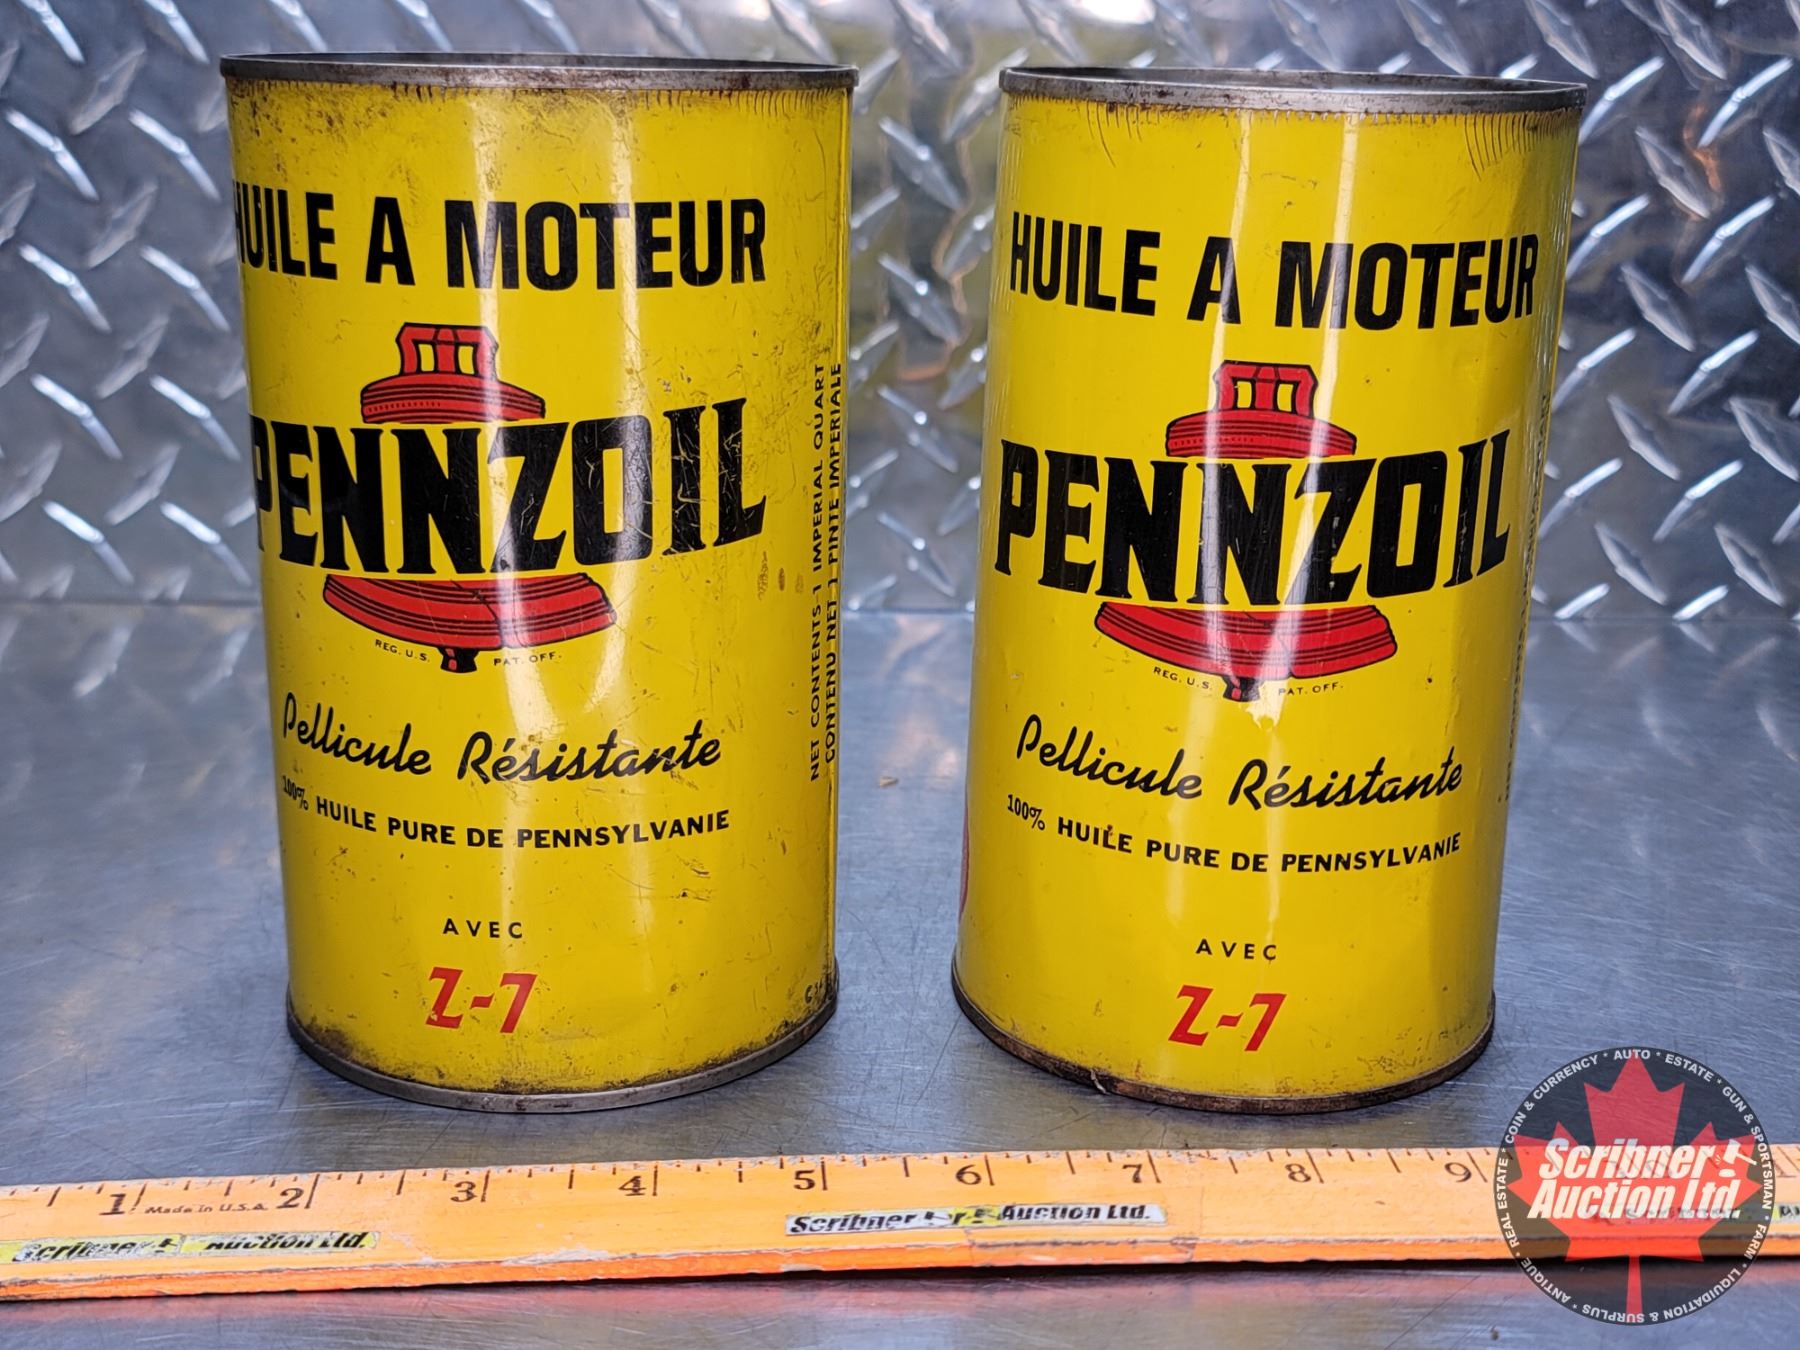 HUILE A MOTEUR
PENNZOIL
REG. U.S. PAT. OFF.
Pellicule Résistante
100% HUILE PURE DE PENNSYLVANIE
AVEC
Z-7
NET CONTENTS-1 IMPERIAL QUART
CONTENU NET 1 PINTE IMPERIALE
HUILE A MOTEUR
PENNZOIL
REG. U.S. PAT. OFF.
Pellicule Résistante
100% HUILE PURE DE PENNSYLVANIE
AVEC
Z-7
1 2 3 4 5 6 7 8 9
Made in U.S.A.
Scribner Auction Ltd.
Scribner Auction Ltd.
COIN & CURRENCY * AUTO * ESTATE * GUN & SPORTSMAN * FARM * LIQUIDATION & SURPLUS * ANTIQUE * REAL ESTATE *
Scribner
Auction Ltd